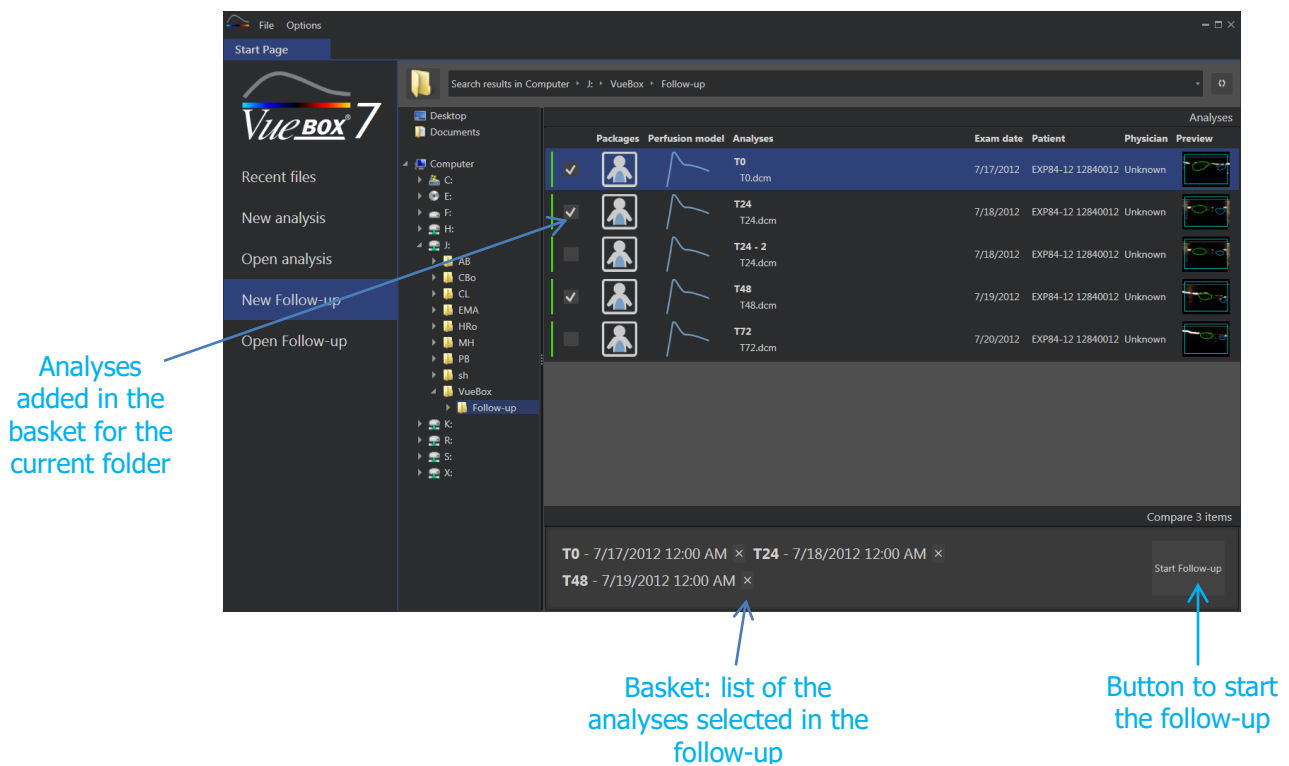 File Options
Start Page
VUEBOX® 7
Search results in Computer J: VueBox Follow-up
Recent files
New analysis
Open analysis
New Follow-up
Open Follow-up
Desktop
Documents
Computer
C:
E:
F:
H:
J:
AB
CBo
CL
EMA
HRo
MH
PB
sh
VueBox
Follow-up
K:
R:
S:
X:
Analyses
Packages Perfusion model Analyses Exam date Patient Physician Preview
T0
T0.dcm
7/17/2012 EXP84-12 12840012 Unknown
T24
T24.dcm
7/18/2012 EXP84-12 12840012 Unknown
T24 - 2
T24.dcm
7/18/2012 EXP84-12 12840012 Unknown
T48
T48.dcm
7/19/2012 EXP84-12 12840012 Unknown
T72
T72.dcm
7/20/2012 EXP84-12 12840012 Unknown
Compare 3 items
T0 - 7/17/2012 12:00 AM × T24 - 7/18/2012 12:00 AM ×
T48 - 7/19/2012 12:00 AM ×
Start Follow-up
Analyses
added in the
basket for the
current folder
Basket: list of the
analyses selected in the
follow-up
Button to start
the follow-up